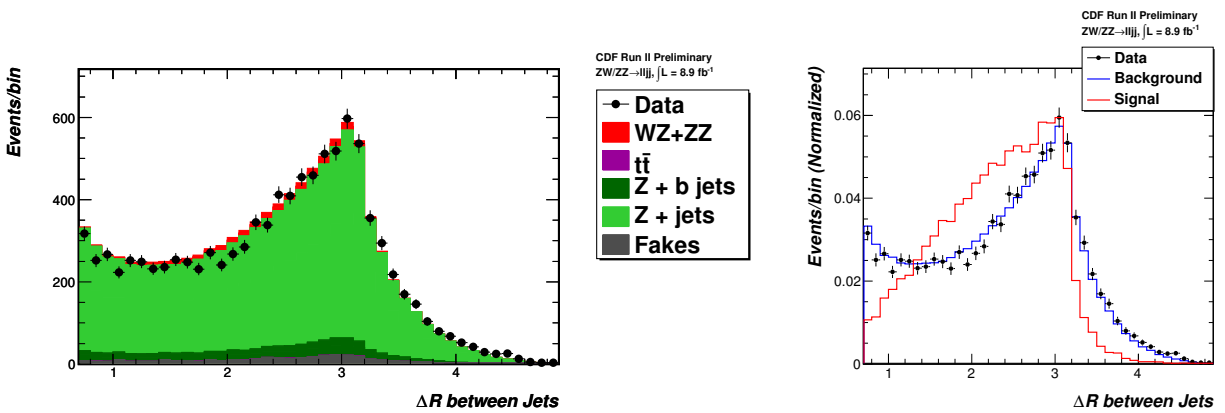 CDF Run II Preliminary
ZW/ZZ→lljj, ∫L = 8.9 fb⁻¹
Events/bin
600
400
200
0
1
2
3
4
ΔR between Jets
Data
WZ+ZZ
tt̄
Z + b jets
Z + jets
Fakes
CDF Run II Preliminary
ZW/ZZ→lljj, ∫L = 8.9 fb⁻¹
Data
Background
Signal
Events/bin (Normalized)
0.06
0.04
0.02
0
1
2
3
4
ΔR between Jets